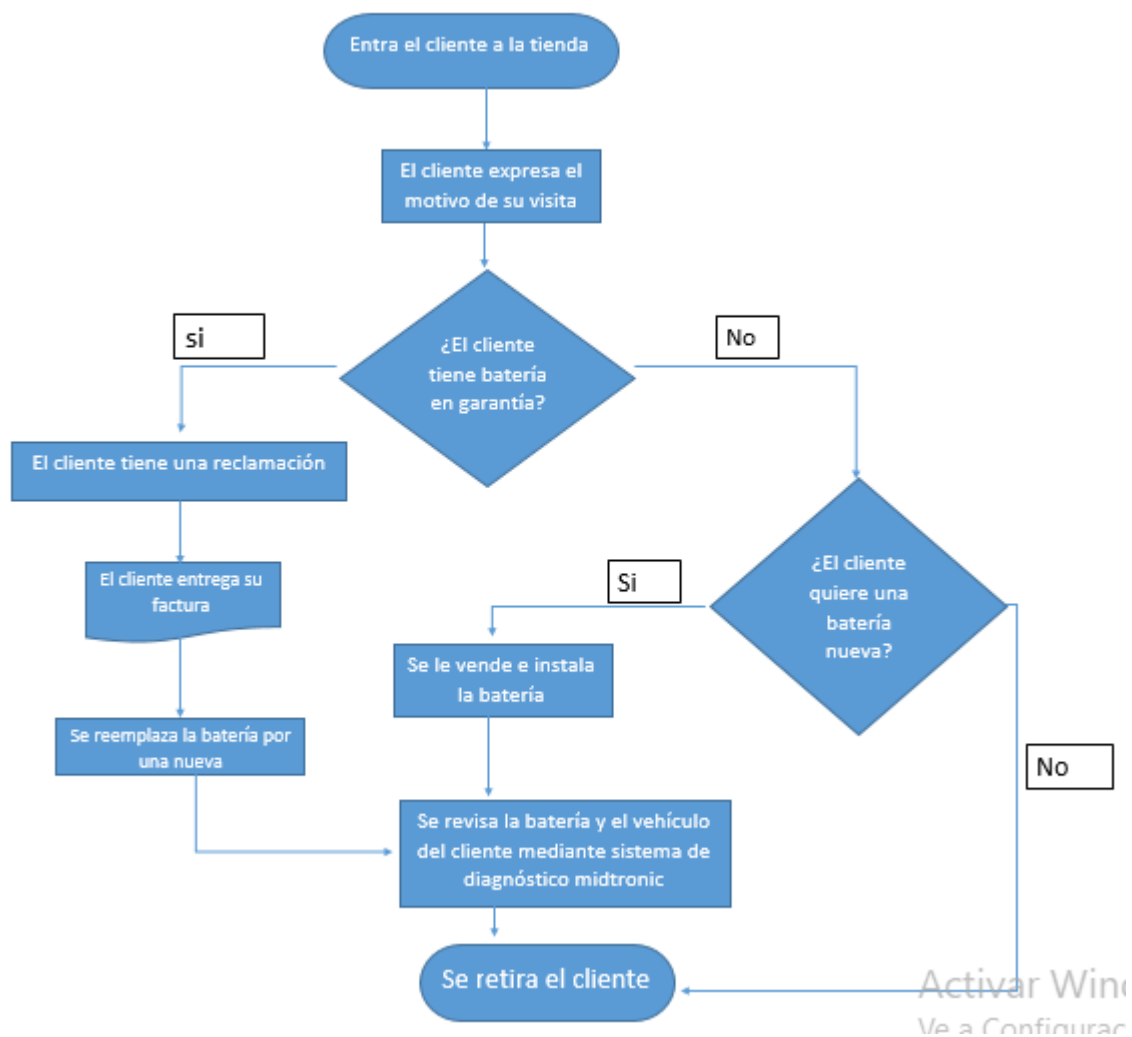 Entra el cliente a la tienda
El cliente expresa el
motivo de su visita
¿El cliente
tiene batería
en garantía?
si
No
El cliente tiene una reclamación
El cliente entrega su
factura
Se reemplaza la batería por
una nueva
¿El cliente
quiere una
batería
nueva?
Si
No
Se le vende e instala
la batería
Se revisa la batería y el vehículo
del cliente mediante sistema de
diagnóstico midtronic
Se retira el cliente
Activar Wind
Ve a Configurac